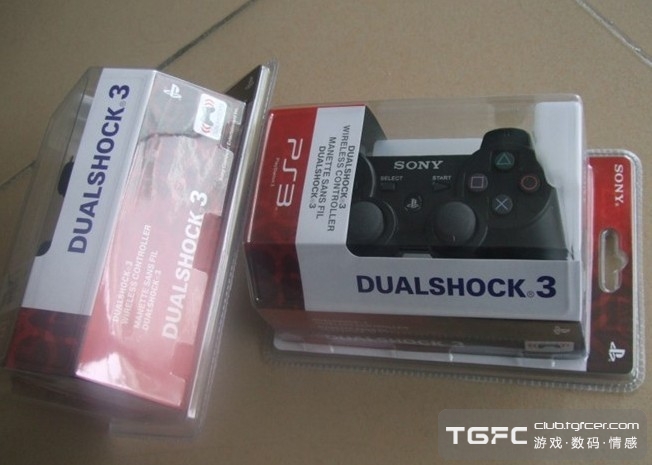 DUALSHOCK®3
DUALSHOCK®3
WIRELESS CONTROLLER
MANETTE SANS FIL
DUALSHOCK®3
DUALSHOCK 3
PS3
DUALSHOCK®3
WIRELESS CONTROLLER
MANETTE SANS FIL
DUALSHOCK®3
SONY
SELECT
START
DUALSHOCK®3
DUALSHOCK 3
SONY
TGFC club.tgfcer.com
游戏·数码·情感